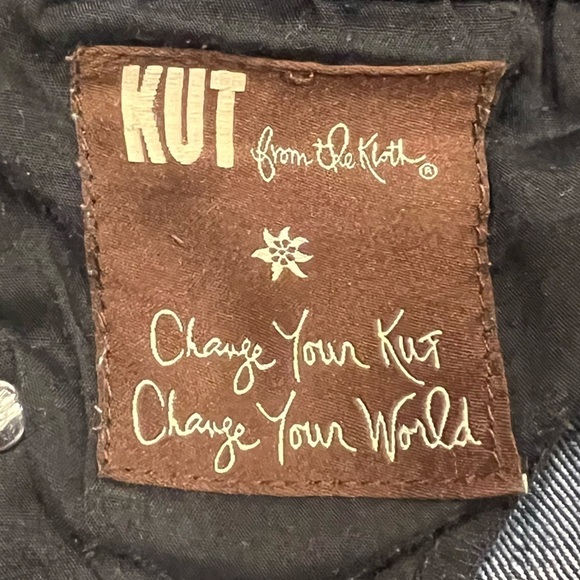 KUT from the Kloth ®
Change Your Kut
Change Your World